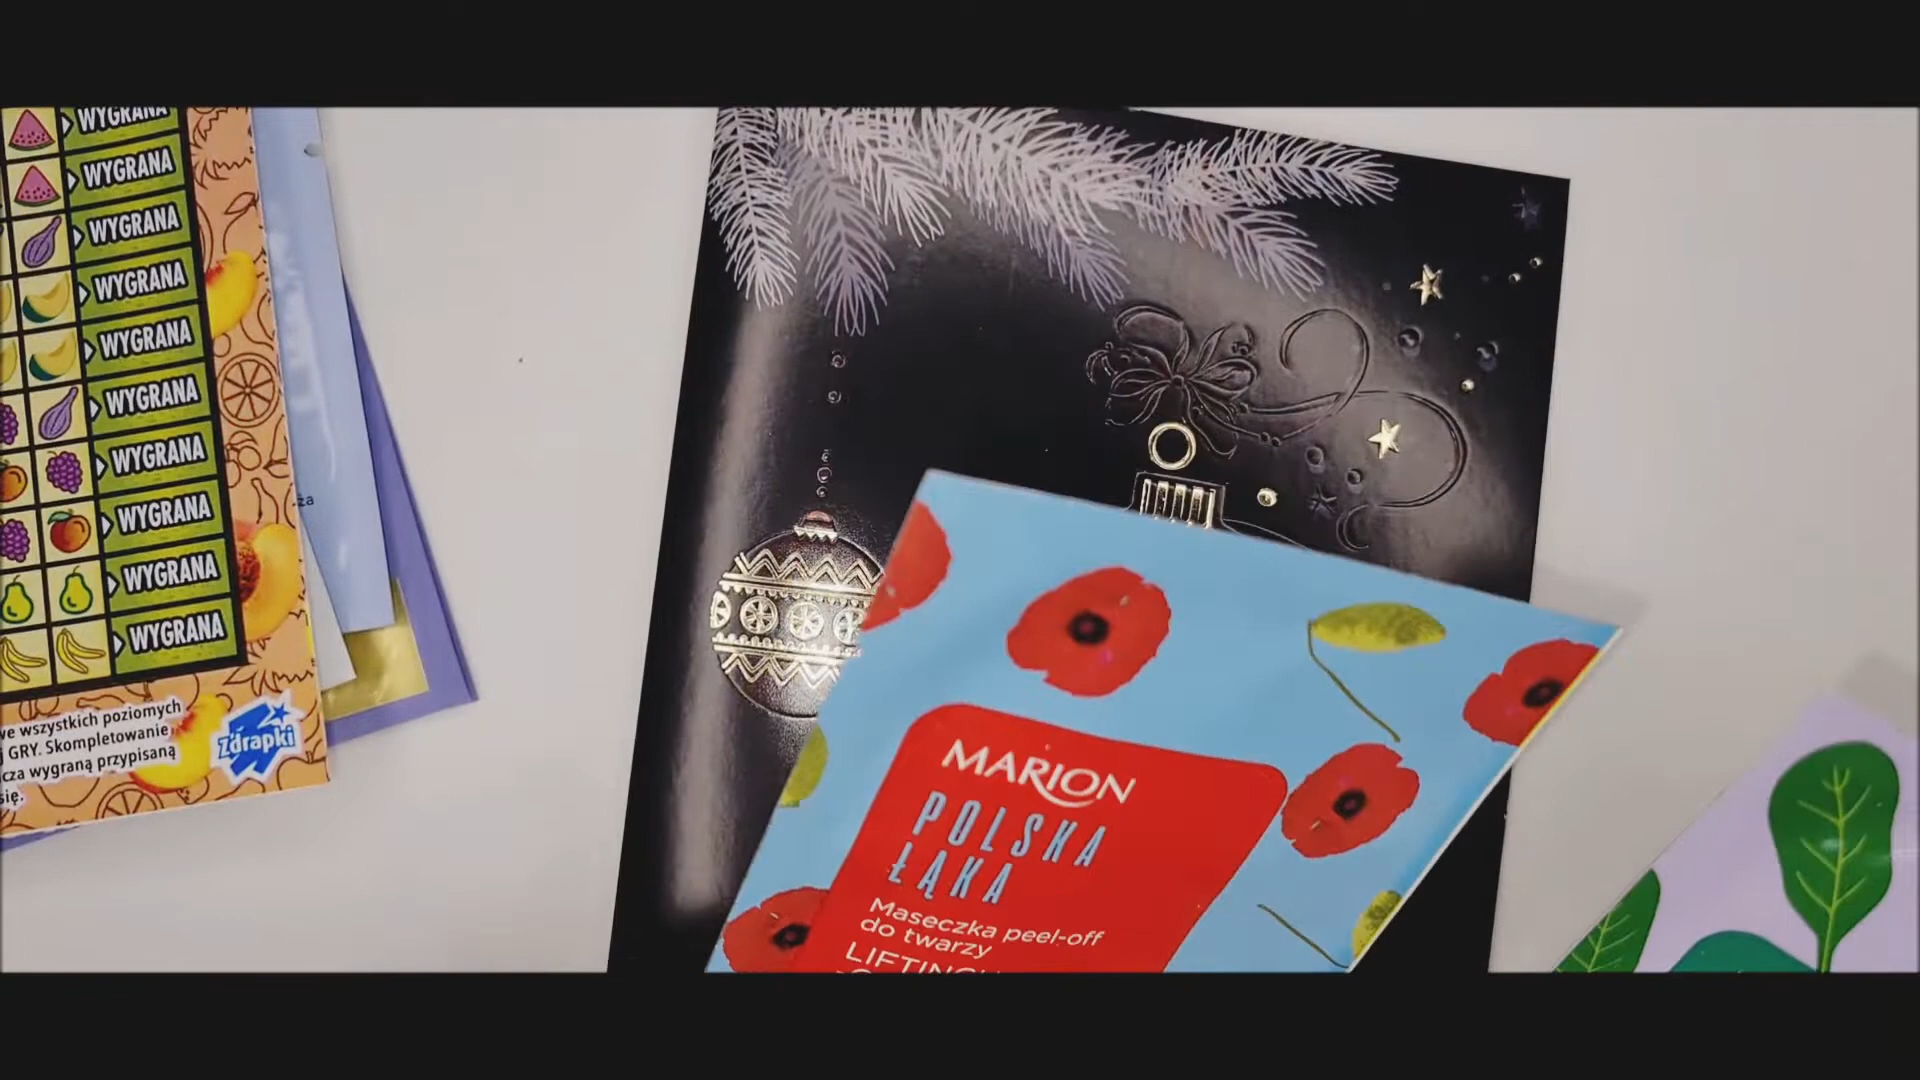 WYGRANA
WYGRANA
WYGRANA
WYGRANA
WYGRANA
WYGRANA
WYGRANA
WYGRANA
WYGRANA
WYGRANA
we wszystkich poziomych
GRY. Skompletowanie
cza wygraną przypisaną
się.
Zdrapki
MARION
POLSKA
ŁĄKA
Maseczka peel-off
do twarzy